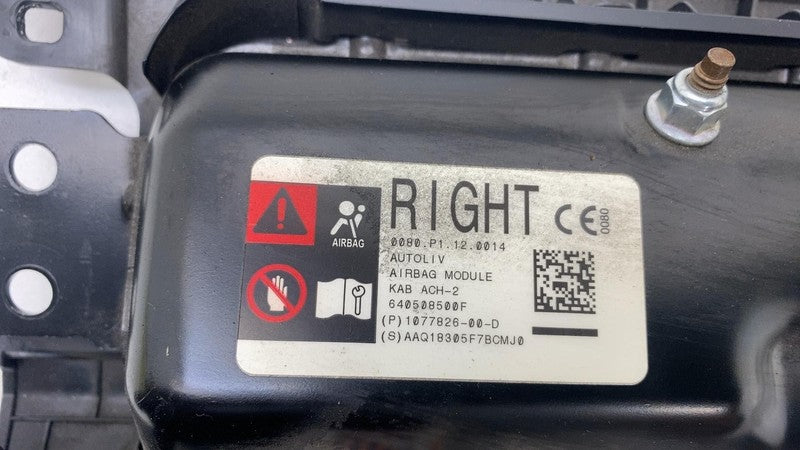 RIGHT
CE 0080
AIRBAG
0080.P1.12.0014
AUTOLIV
AIRBAG MODULE
KAB ACH-2
640508500F
(P)1077826-00-D
(S)AAQ18305F7BCMJ0